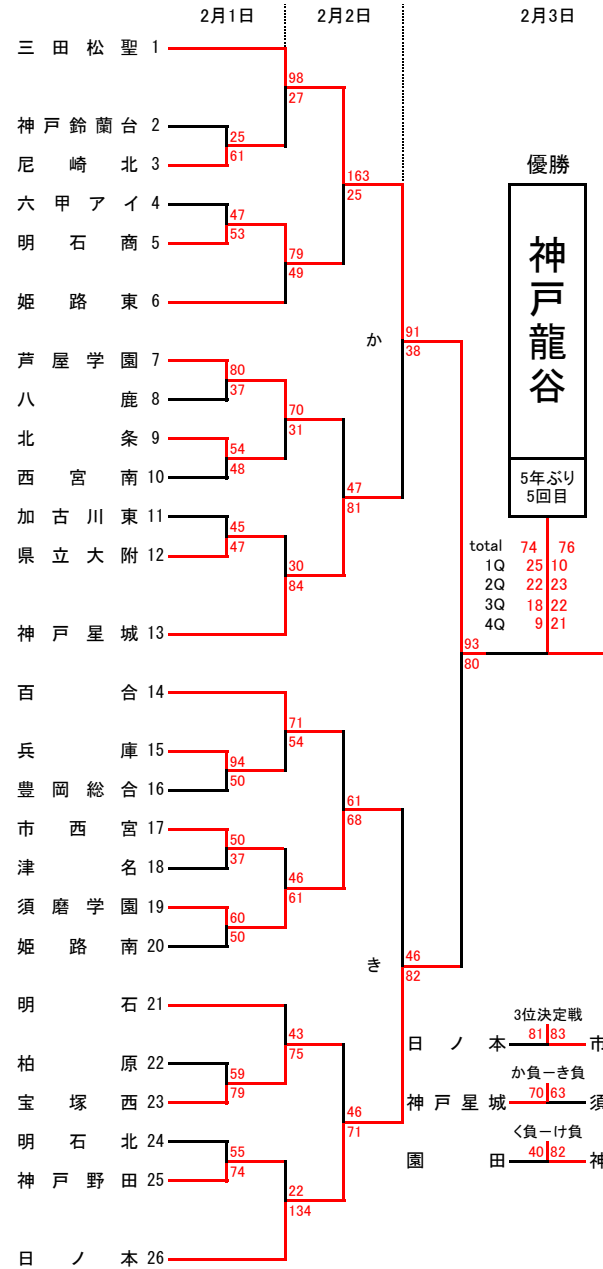 2月1日 2月2日 2月3日
三田松聖 1
98
27
神戸鈴蘭台 2
25
61
尼崎北 3
163
25
六甲アイ 4
47
53
明石商 5
79
49
姫路東 6
か
91
38
芦屋学園 7
80
37
八鹿 8
70
31
北条 9
54
48
西宮南 10
47
81
加古川東 11
45
47
県立大附 12
30
84
神戸星城 13
優勝
神戸龍谷
5年ぶり
5回目
total 74 76
1Q 25 10
2Q 22 23
3Q 18 22
4Q 9 21
93
80
百合 14
71
54
兵庫 15
94
50
豊岡総合 16
61
68
市西宮 17
50
37
津名 18
46
61
須磨学園 19
60
50
姫路南 20
き
46
82
明石 21
43
75
柏原 22
59
79
宝塚西 23
46
71
明石北 24
55
74
神戸野田 25
22
134
日ノ本 26
3位決定戦
日ノ本 81 83 市
か負ーき負
神戸星城 70 63 須
く負ーけ負
園田 40 82 神